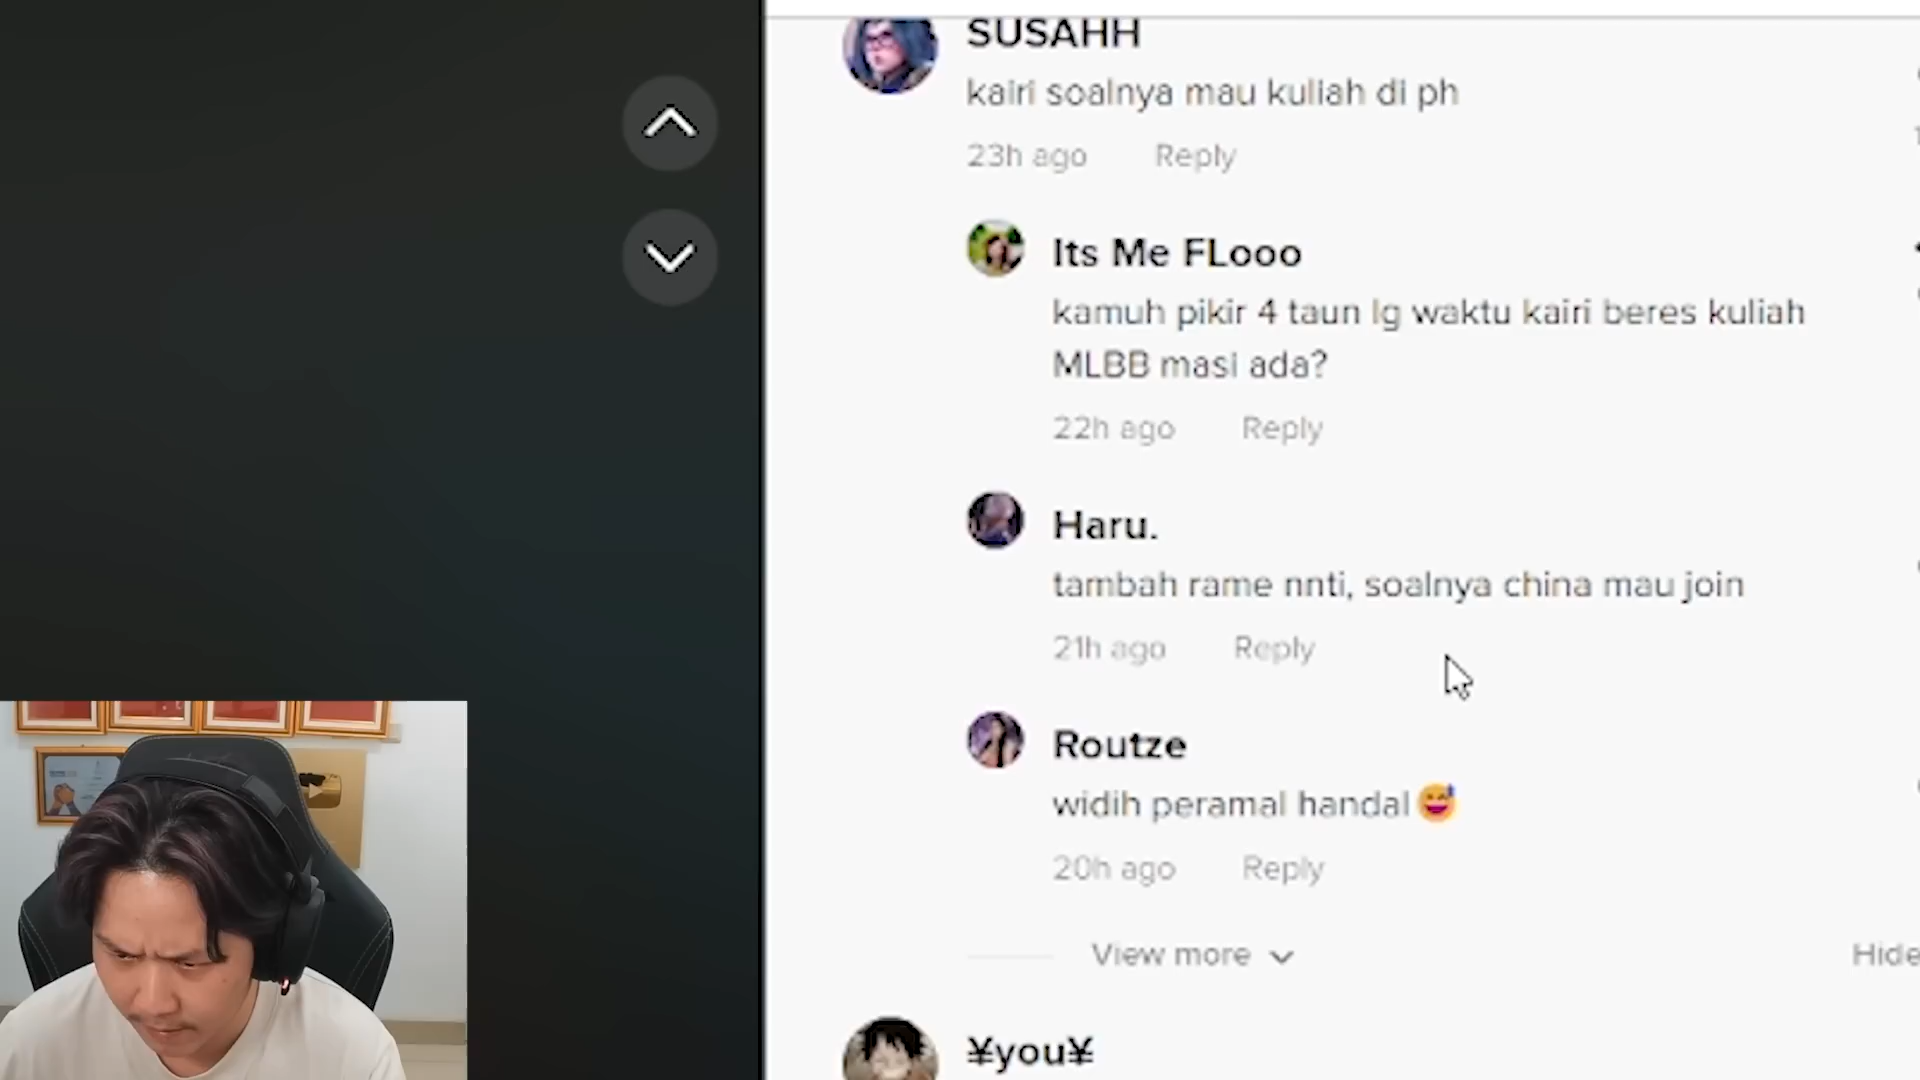 SUSAHH
kairi soalnya mau kuliah di ph
23h ago Reply
Its Me FLooo
kamuh pikir 4 taun lg waktu kairi beres kuliah
MLBB masi ada?
22h ago Reply
Haru.
tambah rame nnti, soalnya china mau join
21h ago Reply
Routze
widih peramal handal😅
20h ago Reply
View more Hide
¥you¥